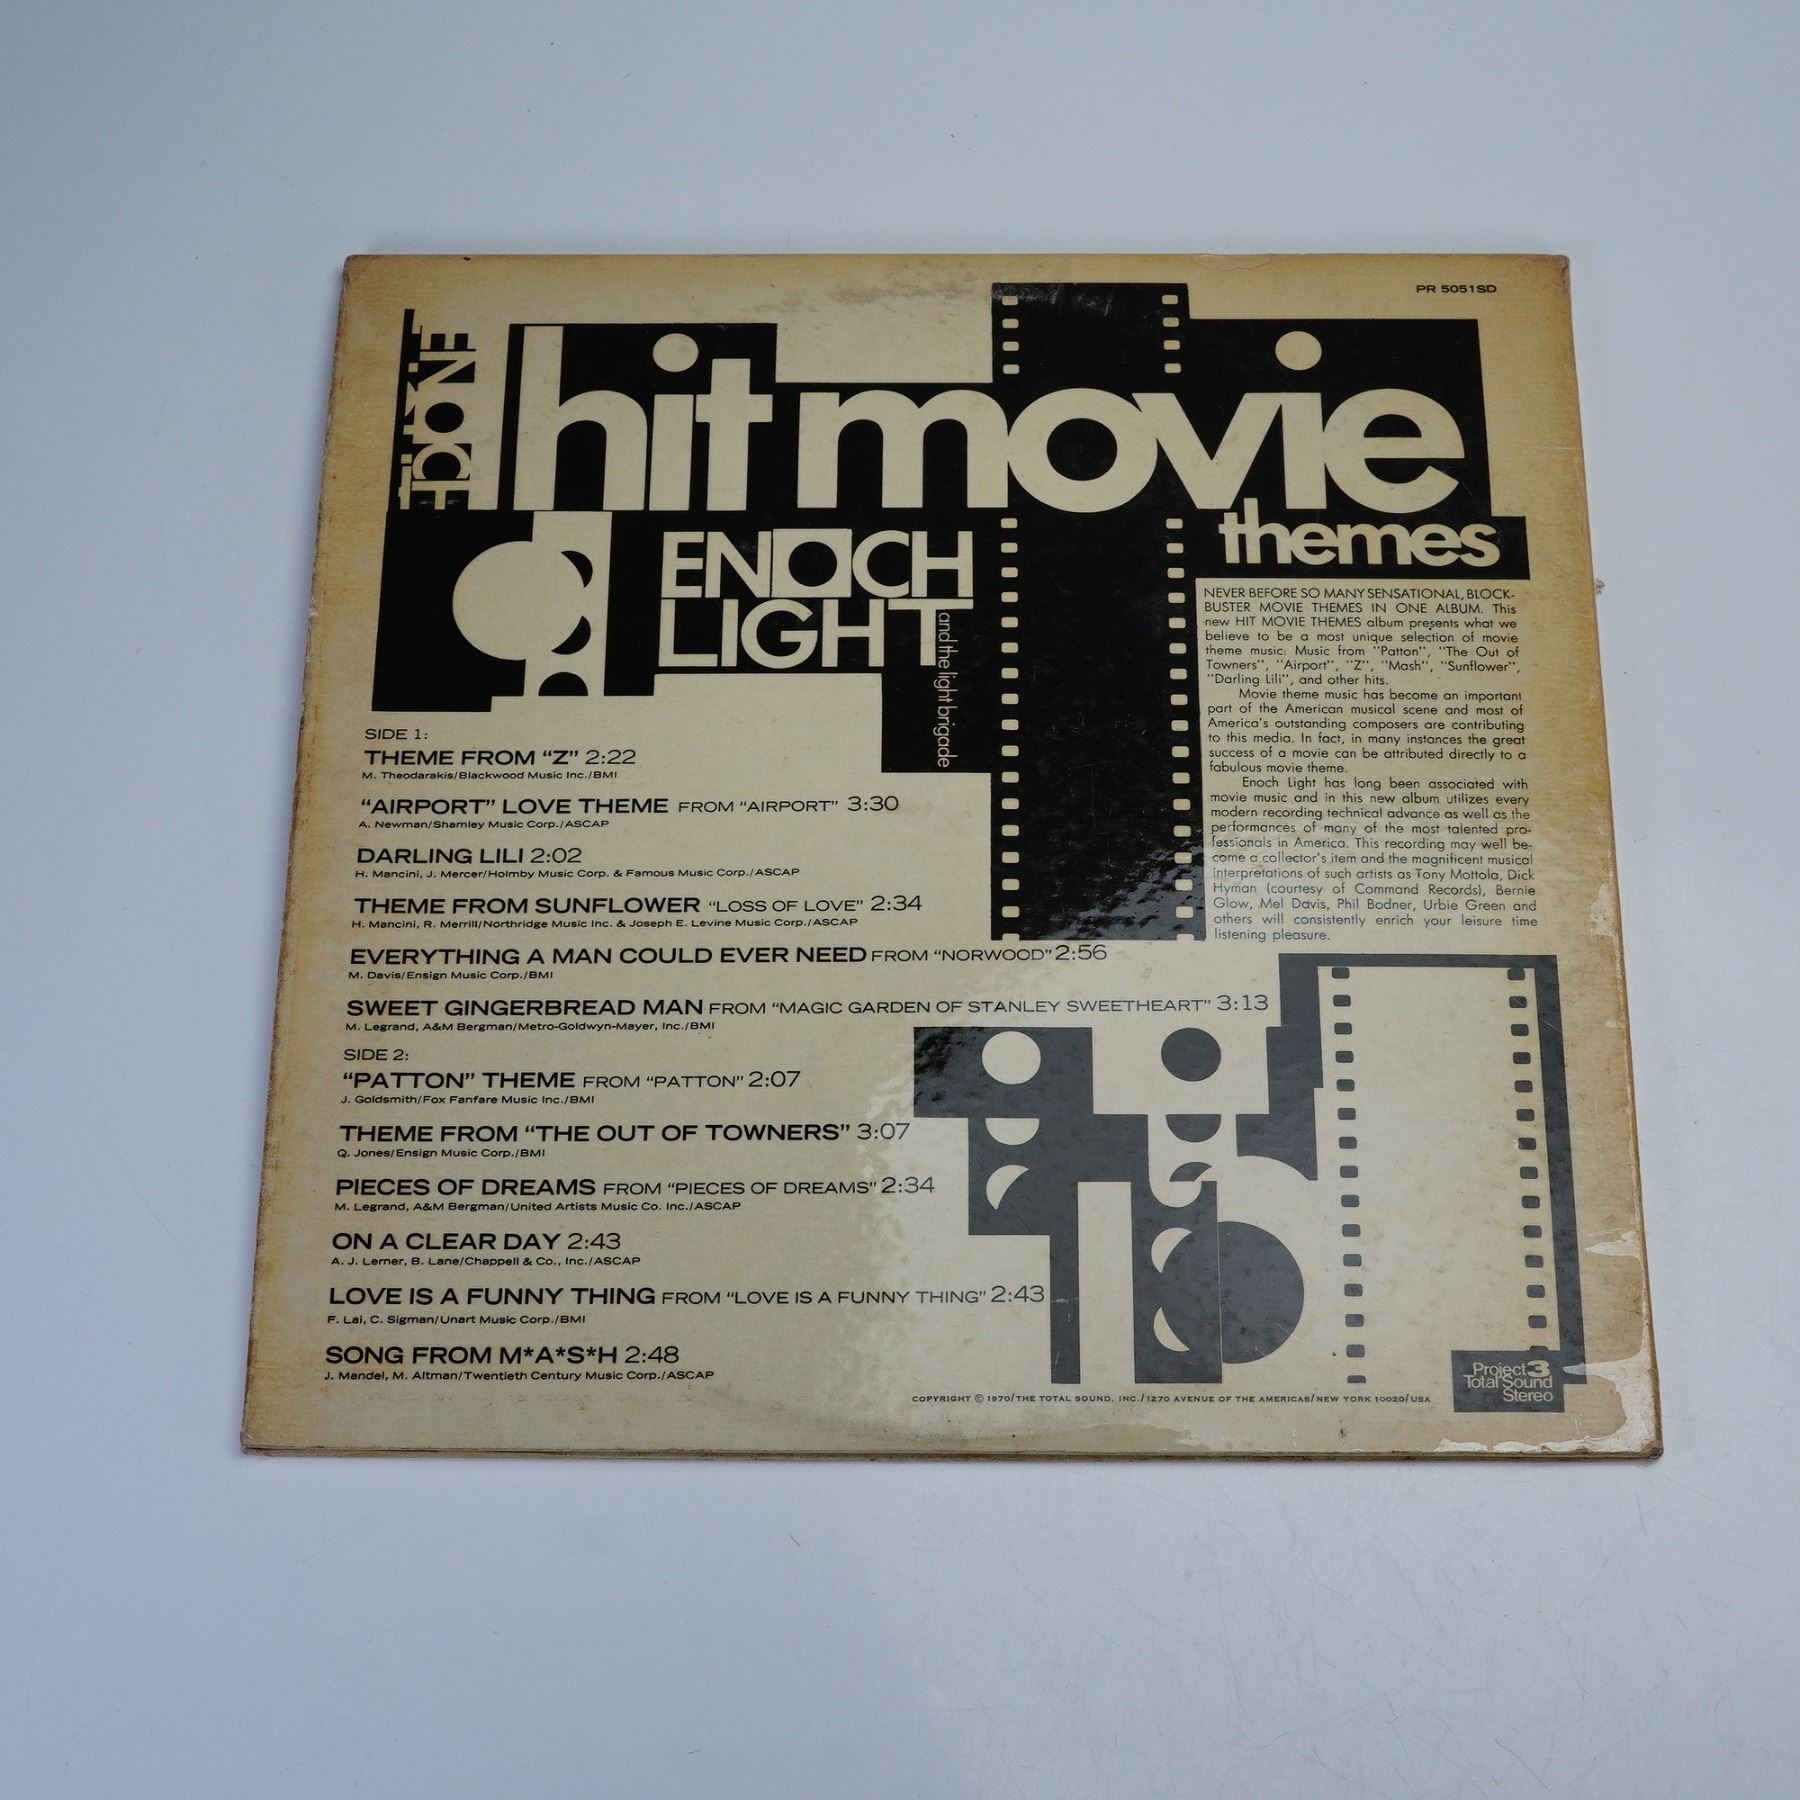 PR 5051SD
ENOCH
hit movie
themes
ENOCH
LIGHT
and the light brigade
NEVER BEFORE SO MANY SENSATIONAL, BLOCK-
BUSTER MOVIE THEMES IN ONE ALBUM. This
new HIT MOVIE THEMES album presents what we
believe to be a most unique selection of movie
theme music: Music from "Patton", "The Out of
Towners", "Airport", "Z", "Mash", "Sunflower",
"Darling Lili", and other hits.
Movie theme music has become an important
part of the American musical scene and most of
America's outstanding composers are contributing
to this media. In fact, in many instances the great
success of a movie can be attributed directly to a
fabulous movie theme.
Enoch Light has long been associated with
movie music and in this new album utilizes every
modern recording technical advance as well as the
performances of many of the most talented pro-
fessionals in America. This recording may well be-
come a collector's item and the magnificent musical
interpretations of such artists as Tony Mottola, Dick
Hyman (courtesy of Command Records), Bernie
Glow, Mel Davis, Phil Bodner, Urbie Green and
others will consistently enrich your leisure time
listening pleasure.
SIDE 1:
THEME FROM "Z" 2:22
M. Theodarakis/Blackwood Music Inc./BMI
"AIRPORT" LOVE THEME FROM "AIRPORT" 3:30
A. Newman/Shamley Music Corp./ASCAP
DARLING LILI 2:02
H. Mancini, J. Mercer/Holmby Music Corp. & Famous Music Corp./ASCAP
THEME FROM SUNFLOWER "LOSS OF LOVE" 2:34
H. Mancini, R. Merrill/Northridge Music Inc. & Joseph E. Levine Music Corp./ASCAP
EVERYTHING A MAN COULD EVER NEED FROM "NORWOOD" 2:56
M. Davis/Ensign Music Corp./BMI
SWEET GINGERBREAD MAN FROM "MAGIC GARDEN OF STANLEY SWEETHEART" 3:13
M. Legrand, A&M Bergman/Metro-Goldwyn-Mayer, Inc./BMI
SIDE 2:
"PATTON" THEME FROM "PATTON" 2:07
J. Goldsmith/Fox Fanfare Music Inc./BMI
THEME FROM "THE OUT OF TOWNERS" 3:07
Q. Jones/Ensign Music Corp./BMI
PIECES OF DREAMS FROM "PIECES OF DREAMS" 2:34
M. Legrand, A&M Bergman/United Artists Music Co. Inc./ASCAP
ON A CLEAR DAY 2:43
A. J. Lerner, B. Lane/Chappell & Co., Inc./ASCAP
LOVE IS A FUNNY THING FROM "LOVE IS A FUNNY THING" 2:43
F. Lai, C. Sigman/Unart Music Corp./BMI
SONG FROM M*A*S*H 2:48
J. Mandel, M. Altman/Twentieth Century Music Corp./ASCAP
COPYRIGHT © 1970/THE TOTAL SOUND, INC./1270 AVENUE OF THE AMERICAS/NEW YORK 10020/USA
Project 3
Total Sound
Stereo